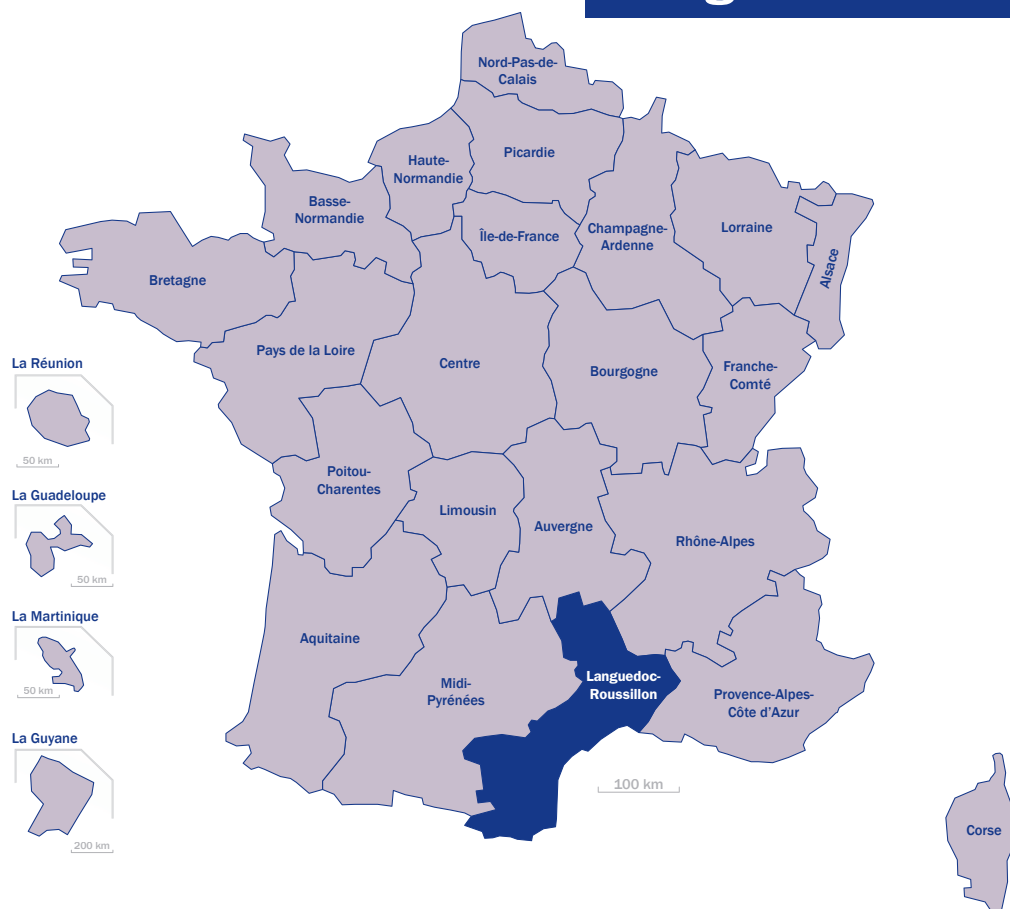 Nord-Pas-de-
Calais
Picardie
Haute-
Normandie
Basse-
Normandie
Île-de-France
Champagne-
Ardenne
Lorraine
Alsace
Bretagne
Pays de la Loire
Centre
Bourgogne
Franche-
Comté
La Réunion
50 km
Poitou-
Charentes
Limousin
Auvergne
Rhône-Alpes
La Guadeloupe
50 km
La Martinique
50 km
Aquitaine
Midi-
Pyrénées
Languedoc-
Roussillon
Provence-Alpes-
Côte d'Azur
La Guyane
200 km
100 km
Corse